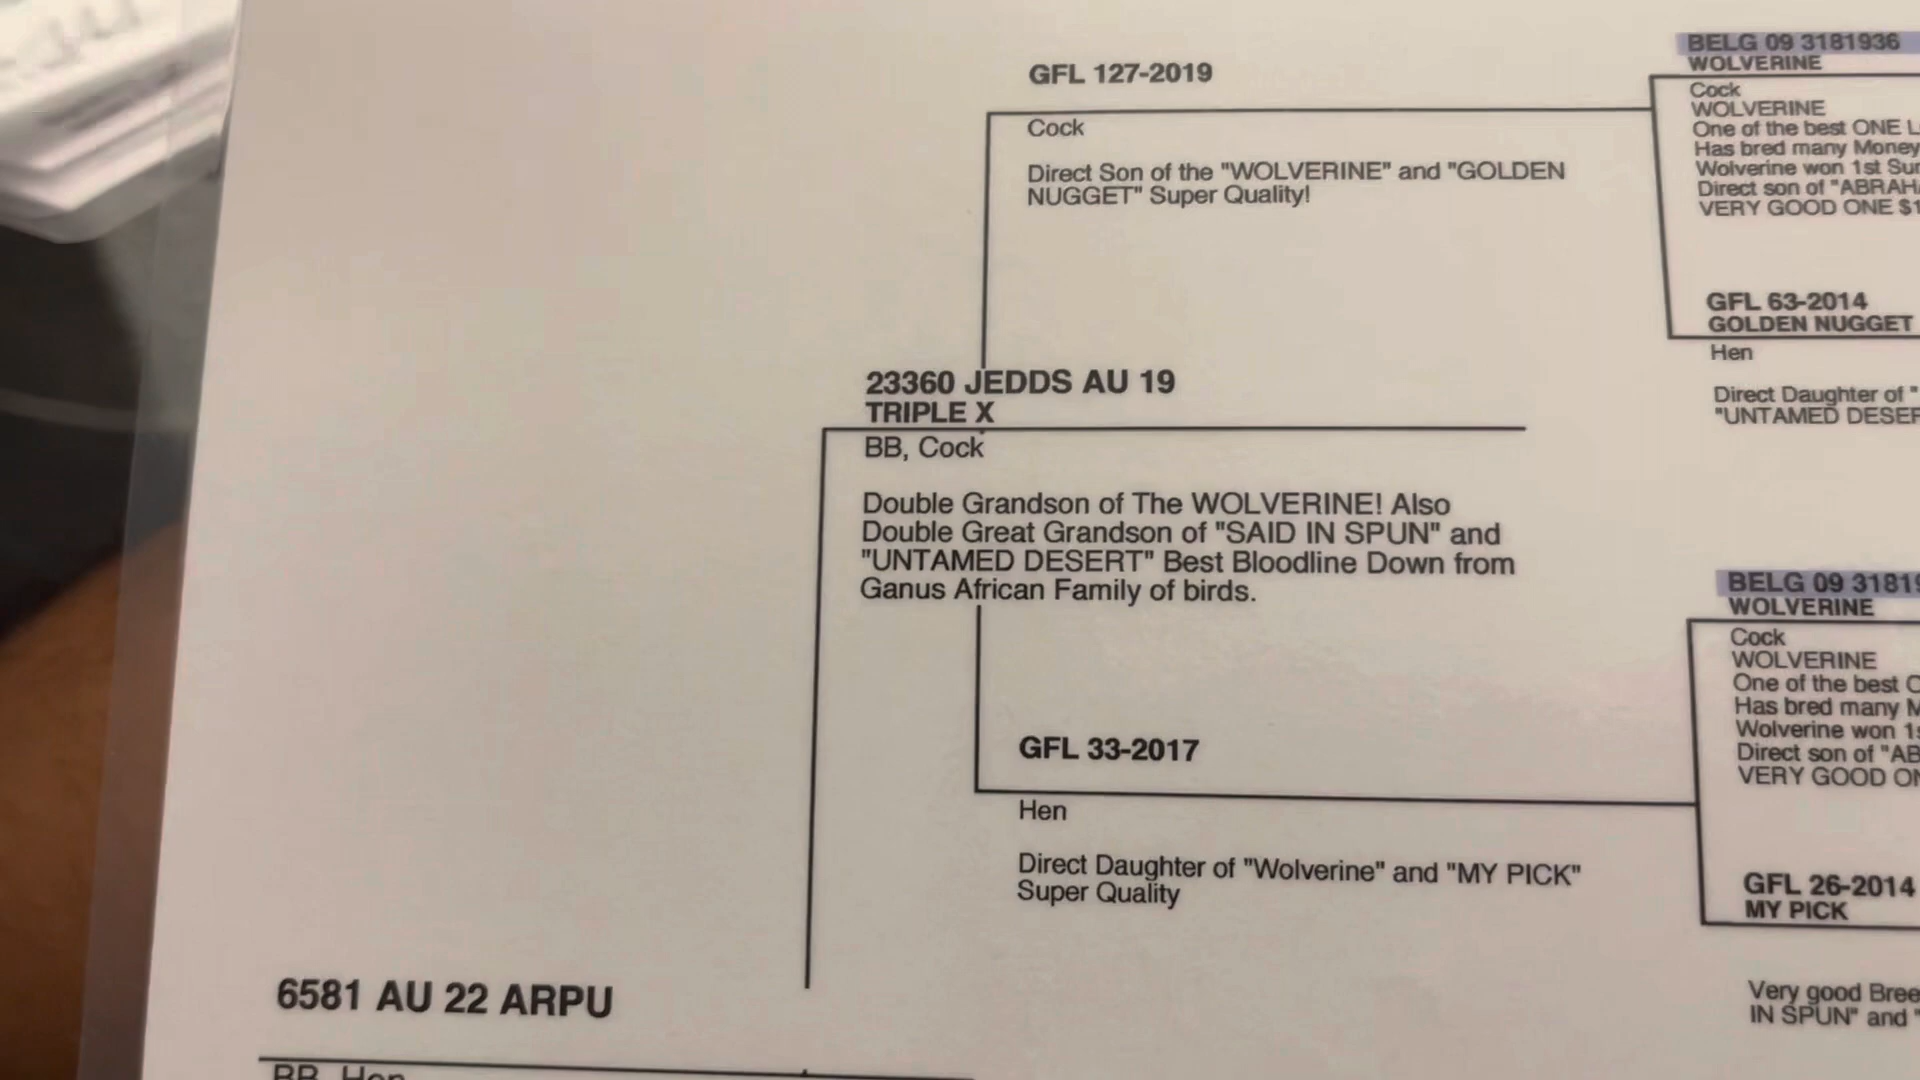 GFL 127-2019
Cock
Direct Son of the "WOLVERINE" and "GOLDEN
NUGGET" Super Quality!
BELG 09 3181936
WOLVERINE
Cock
WOLVERINE
One of the best ONE
Has bred many Money
Wolverine won 1st
Direct son of
VERY GOOD ONE
GFL 63-2014
GOLDEN NUGGET
Hen
Direct Daughter of "
"UNTAMED
23360 JEDDS AU 19
TRIPLE X
BB, Cock
Double Grandson of The WOLVERINE! Also
Double Great Grandson of "SAID IN SPUN" and
"UNTAMED DESERT" Best Bloodline Down from
Ganus African Family of birds.
GFL 33-2017
Hen
Direct Daughter of "Wolverine" and "MY PICK"
Super Quality
BELG 09
WOLVERINE
Cock
WOLVERINE
One of the best
Has bred many
Wolverine won
Direct son of
VERY GOOD
GFL 26-2014
MY PICK
Very good
IN SPUN" and "
6581 AU 22 ARPU
BB, Hen